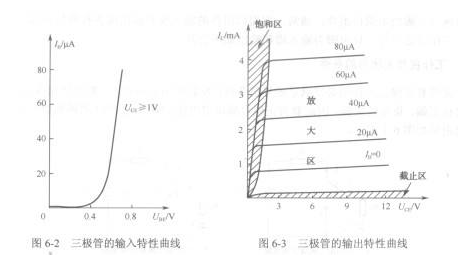 I_B/μA
80
60
40
20
U_CE≥1V
0
0.4
0.8
U_BE/V
图 6-2 三极管的输入特性曲线
饱和区
I_C/mA
4
3
2
1
80μA
60μA
放
40μA
大
20μA
区
I_B=0
截止区
3
6
9
12
U_CE/V
图 6-3 三极管的输出特性曲线